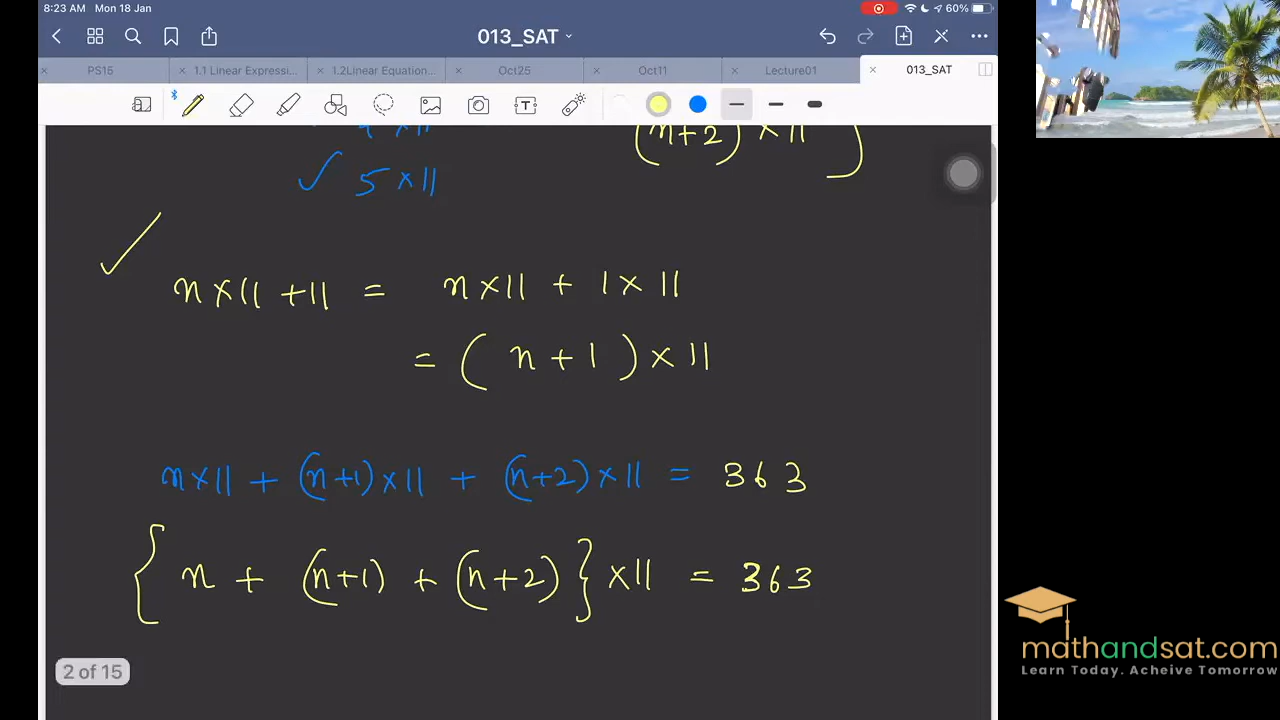 8:23 AM Mon 18 Jan
60%
013_SAT
PS15
1.1 Linear Expressi...
1.2Linear Equation...
Oct25
Oct11
Lecture01
013_SAT
(n+2) × 11
5 × 11
n × 11 + 11 = n × 11 + 1 × 11
= (n + 1) × 11
n × 11 + (n+1) × 11 + (n+2) × 11 = 363
{ n + (n+1) + (n+2) } × 11 = 363
2 of 15
mathandsat.com
Learn Today. Acheive Tomorrow